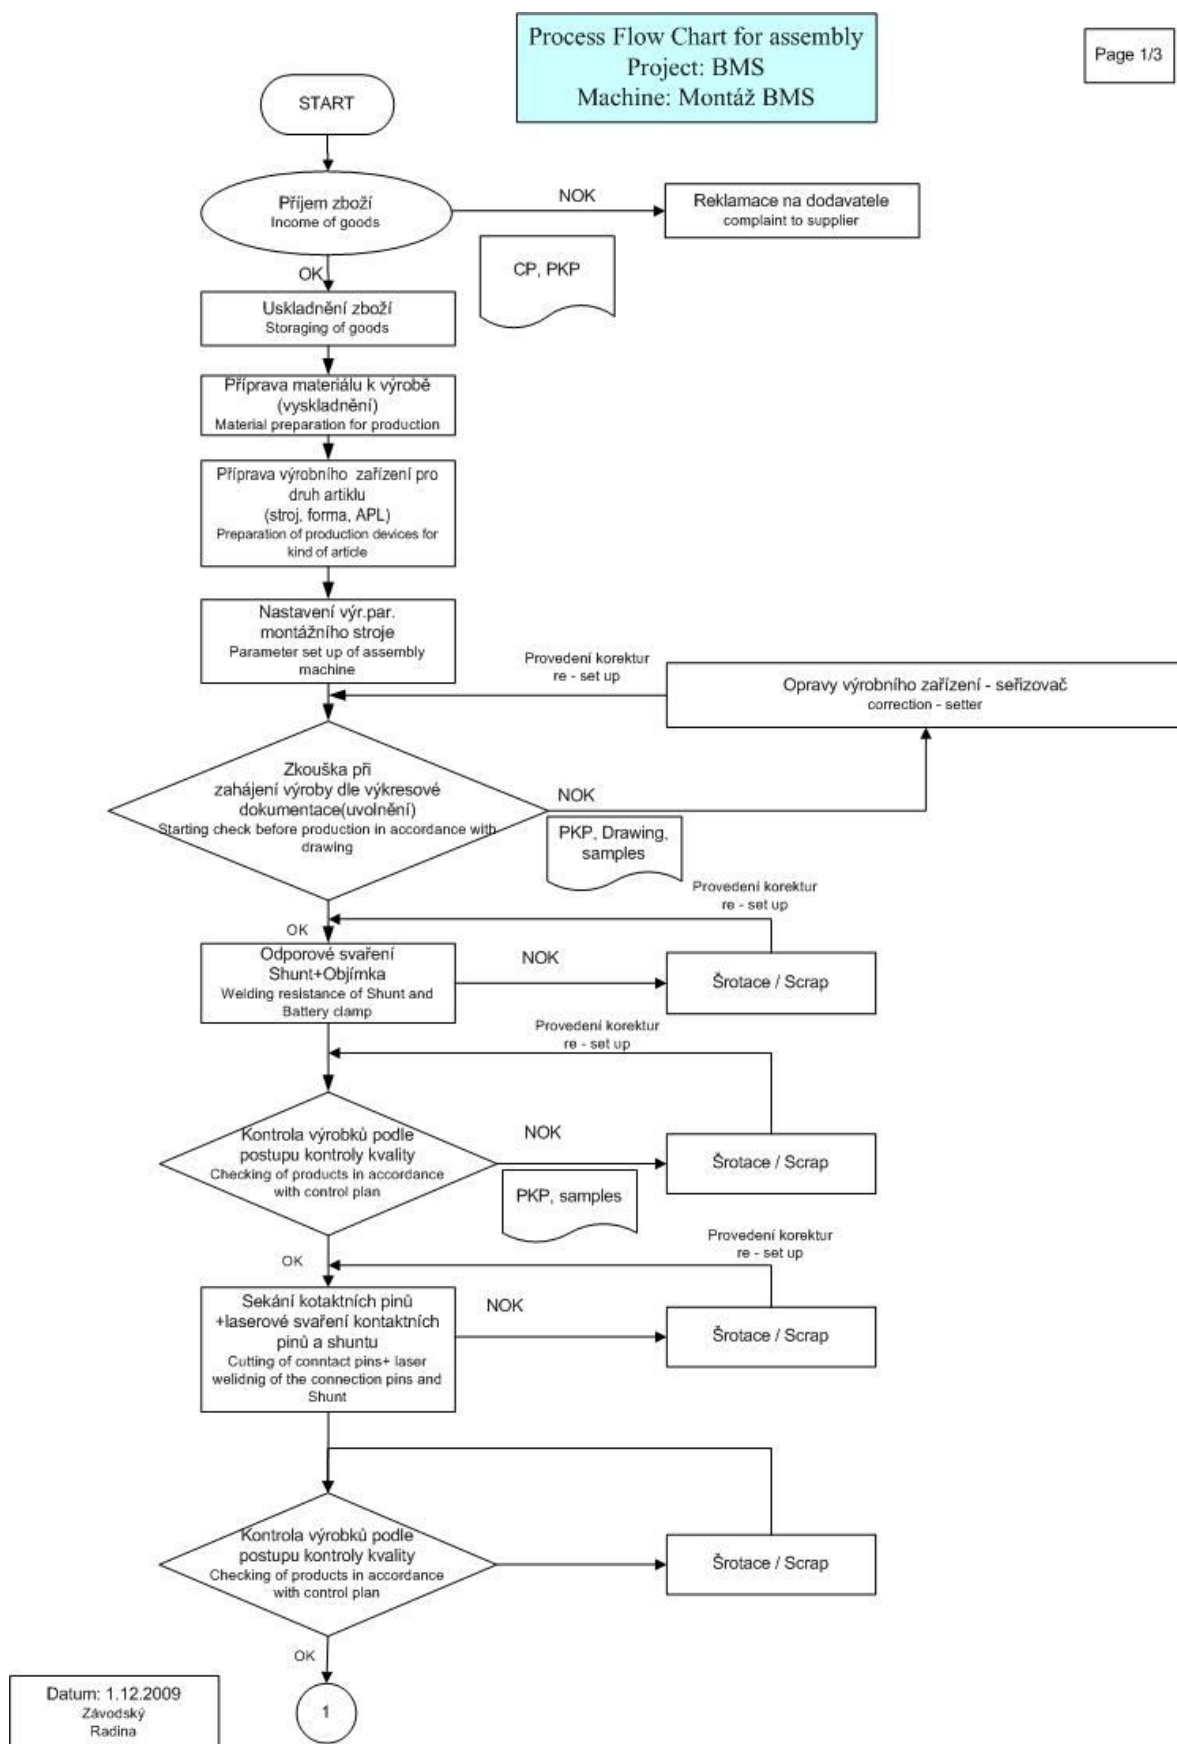 Process Flow Chart for assembly
Project: BMS
Machine: Montáž BMS
Page 1/3
START
Příjem zboží
Income of goods
NOK
Reklamace na dodavatele
complaint to supplier
CP, PKP
OK
Uskladnění zboží
Storaging of goods
Příprava materiálu k výrobě
(vyskladnění)
Material preparation for production
Příprava výrobního zařízení pro
druh artiklu
(stroj, forma, APL)
Preparation of production devices for
kind of article
Nastavení výr.par.
montážního stroje
Parameter set up of assembly
machine
Provedení korektur
re - set up
Opravy výrobního zařízení - seřizovač
correction - setter
Zkouška při
zahájení výroby dle výkresové
dokumentace(uvolnění)
Starting check before production in accordance with
drawing
NOK
PKP, Drawing,
samples
Provedení korektur
re - set up
OK
Odporové svaření
Shunt+Objímka
Welding resistance of Shunt and
Battery clamp
NOK
Šrotace / Scrap
Provedení korektur
re - set up
Kontrola výrobků podle
postupu kontroly kvality
Checking of products in accordance
with control plan
NOK
Šrotace / Scrap
PKP, samples
Provedení korektur
re - set up
OK
Sekání kotaktních pinů
+laserové svaření kontaktních
pinů a shuntu
Cutting of conntact pins+ laser
welidnig of the connection pins and
Shunt
NOK
Šrotace / Scrap
Kontrola výrobků podle
postupu kontroly kvality
Checking of products in accordance
with control plan
Šrotace / Scrap
OK
1
Datum: 1.12.2009
Závodský
Radina